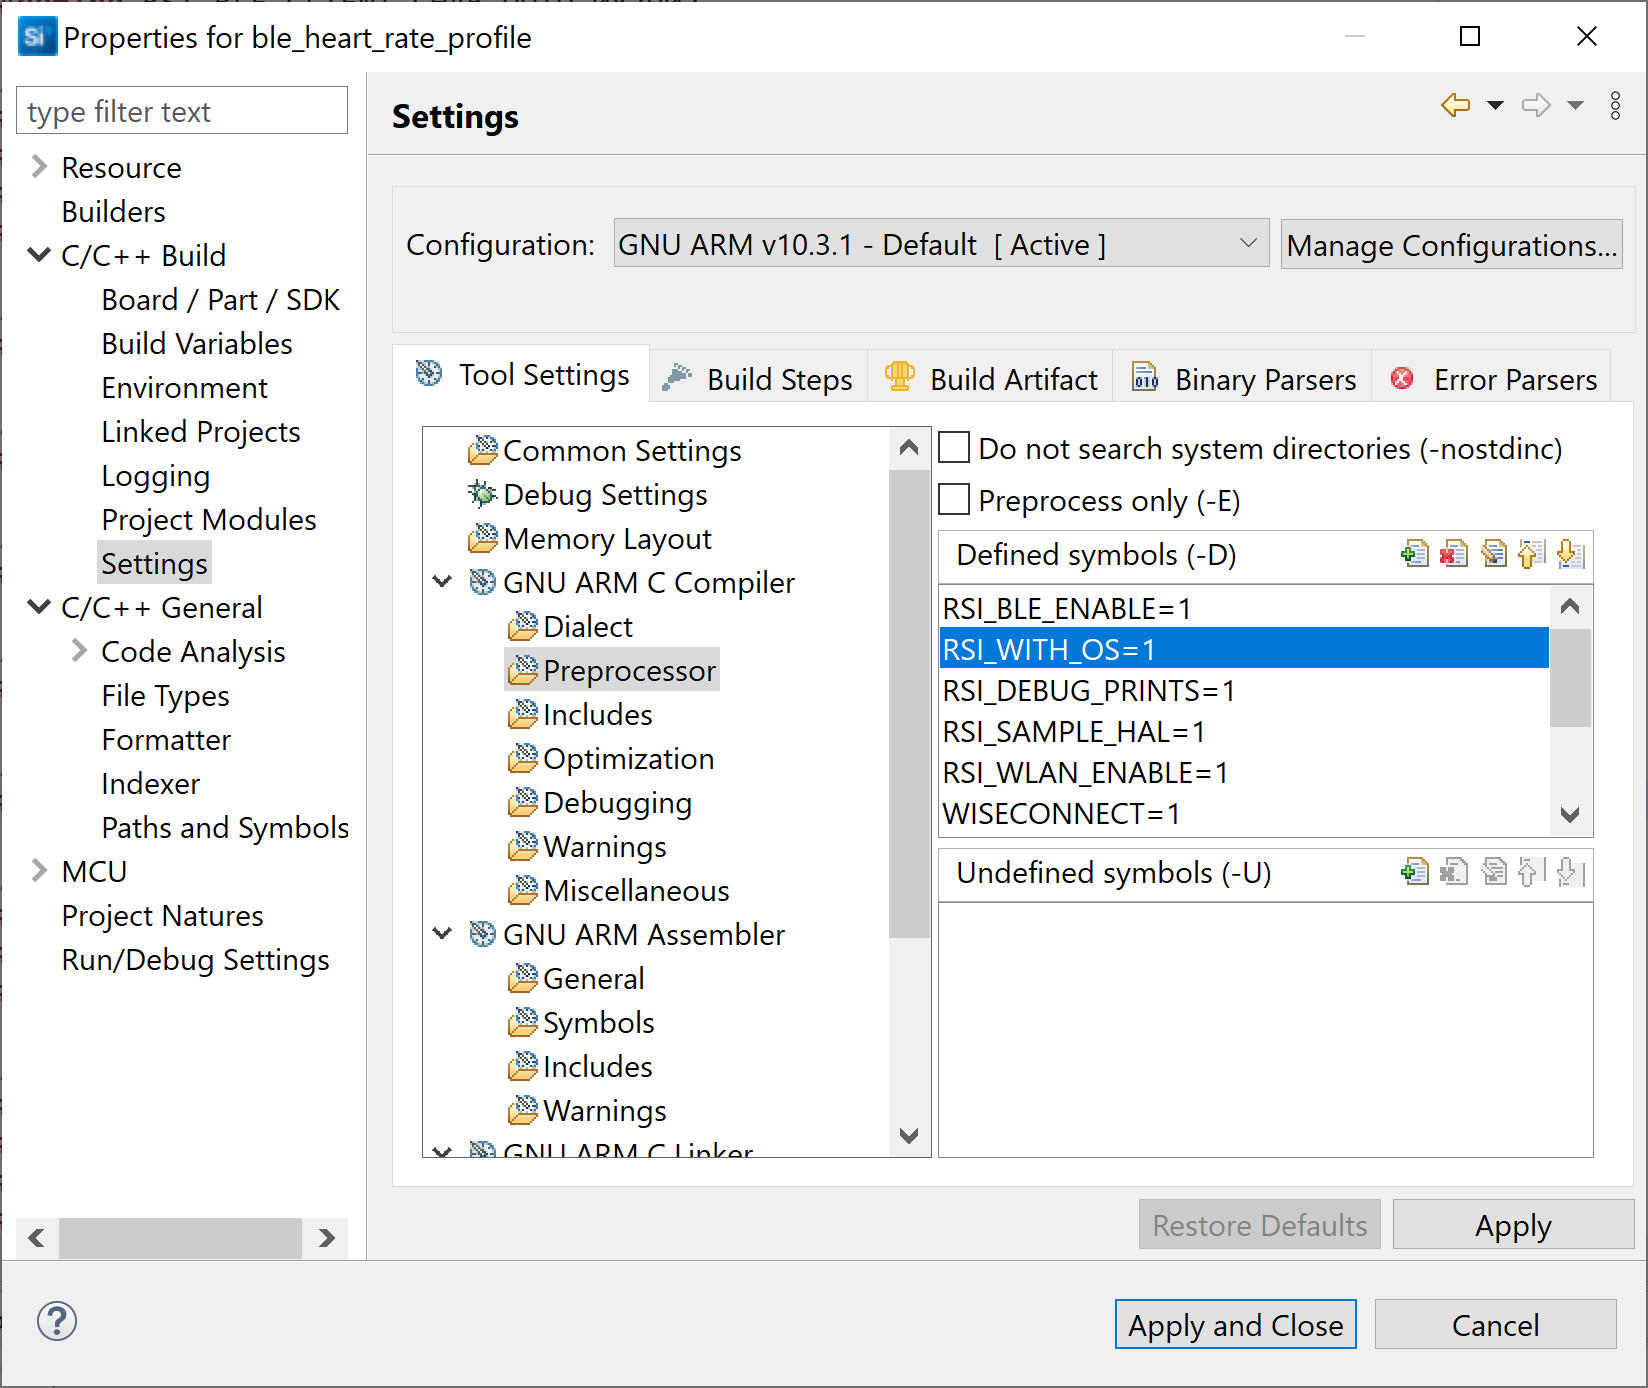 Si Properties for ble_heart_rate_profile
type filter text
Resource
Builders
C/C++ Build
Board / Part / SDK
Build Variables
Environment
Linked Projects
Logging
Project Modules
Settings
C/C++ General
Code Analysis
File Types
Formatter
Indexer
Paths and Symbols
MCU
Project Natures
Run/Debug Settings
Settings
Configuration: GNU ARM v10.3.1 - Default [ Active ] Manage Configurations...
Tool Settings Build Steps Build Artifact Binary Parsers Error Parsers
Common Settings
Debug Settings
Memory Layout
GNU ARM C Compiler
Dialect
Preprocessor
Includes
Optimization
Debugging
Warnings
Miscellaneous
GNU ARM Assembler
General
Symbols
Includes
Warnings
GNU ARM C Linker
Do not search system directories (-nostdinc)
Preprocess only (-E)
Defined symbols (-D)
RSI_BLE_ENABLE=1
RSI_WITH_OS=1
RSI_DEBUG_PRINTS=1
RSI_SAMPLE_HAL=1
RSI_WLAN_ENABLE=1
WISECONNECT=1
Undefined symbols (-U)
Restore Defaults Apply
? Apply and Close Cancel